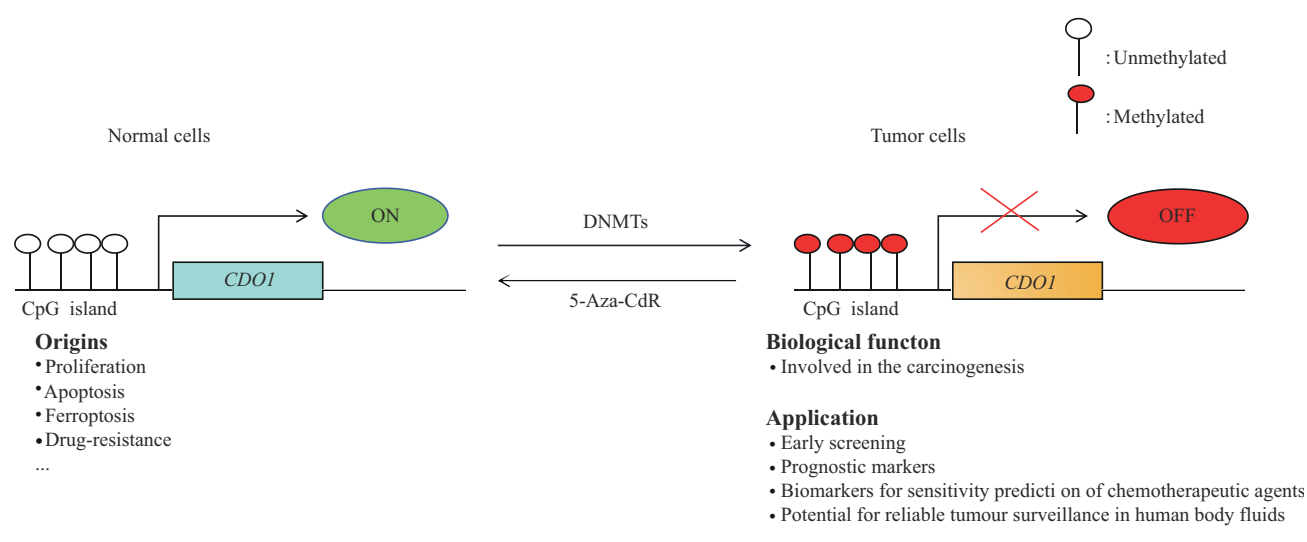 :Unmethylated
:Methylated
Normal cells
Tumor cells
ON
DNMTs
OFF
CDO1
5-Aza-CdR
CDO1
CpG island
CpG island
Origins
• Proliferation
• Apoptosis
• Ferroptosis
• Drug-resistance
...
Biological functon
• Involved in the carcinogenesis
Application
• Early screening
• Prognostic markers
• Biomarkers for sensitivity predicti on of chemotherapeutic agents
• Potential for reliable tumour surveillance in human body fluids